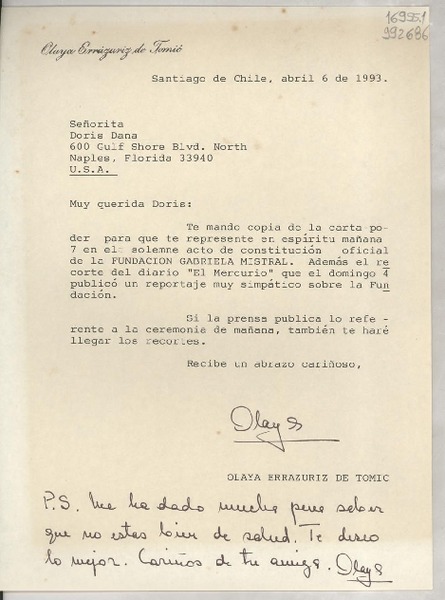 16955.1
992686
Olaya Errázuriz de Tomic
Santiago de Chile, abril 6 de 1993.
Señorita
Doris Dana
600 Gulf Shore Blvd. North
Naples, Florida 33940
U.S.A.
Muy querida Doris:
Te mando copia de la carta po-
der para que te represente en espíritu mañana
7 en el solemne acto de constitución oficial
de la FUNDACION GABRIELA MISTRAL. Además el re
corte del diario "El Mercurio" que el domingo 4
publicó un reportaje muy simpático sobre la Fun
dación.
Si la prensa publica lo refe -
rente a la ceremonia de mañana, también te haré
llegar los recortes.
Recibe un abrazo cariñoso,
Olaya
OLAYA ERRAZURIZ DE TOMIC
P.S. Me ha dado mucha pena saber
que no estas bien de salud. Te deseo
lo mejor. Cariños de tu amiga. Olaya